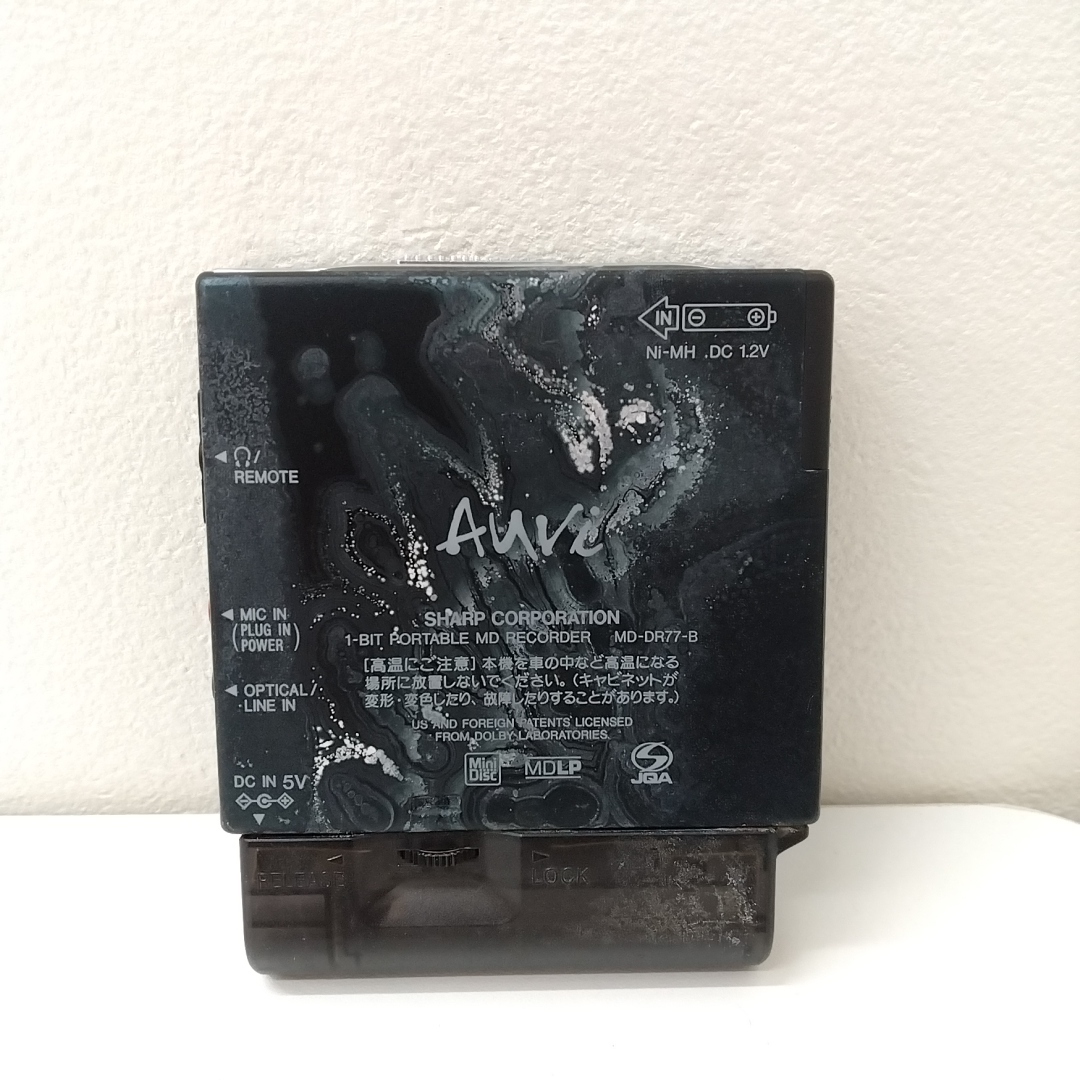 IN
Ni-MH DC 1.2V
REMOTE
Auvi
MIC IN
(PLUG IN
POWER)
OPTICAL/
LINE IN
SHARP CORPORATION
1-BIT PORTABLE MD RECORDER MD-DR77-B
[高温にご注意]本機を車の中など高温になる
場所に放置しないでください。(キャビネットが
変形・変色したり、故障したりすることがあります。)
US AND FOREIGN PATENTS LICENSED
FROM DOLBY LABORATORIES.
Mini
Disc
MDLP
JQA
DC IN 5V
RELEASE
LOCK